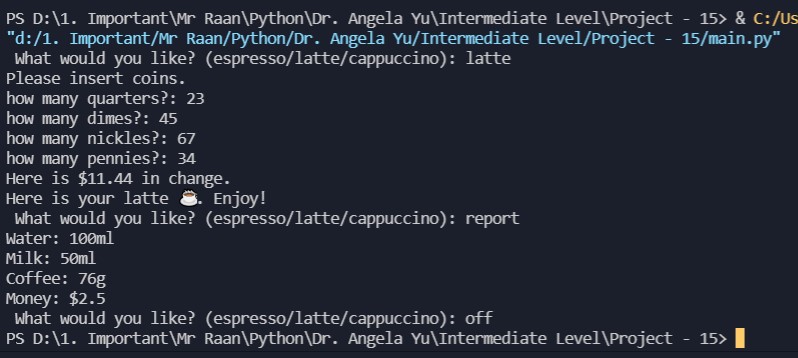 PS D:\1. Important\Mr Raan\Python\Dr. Angela Yu\Intermediate Level\Project - 15> & C:/Us
"d:/1. Important/Mr Raan/Python/Dr. Angela Yu/Intermediate Level/Project - 15/main.py"
What would you like? (espresso/latte/cappuccino): latte
Please insert coins.
how many quarters?: 23
how many dimes?: 45
how many nickles?: 67
how many pennies?: 34
Here is $11.44 in change.
Here is your latte ☕. Enjoy!
What would you like? (espresso/latte/cappuccino): report
Water: 100ml
Milk: 50ml
Coffee: 76g
Money: $2.5
What would you like? (espresso/latte/cappuccino): off
PS D:\1. Important\Mr Raan\Python\Dr. Angela Yu\Intermediate Level\Project - 15>